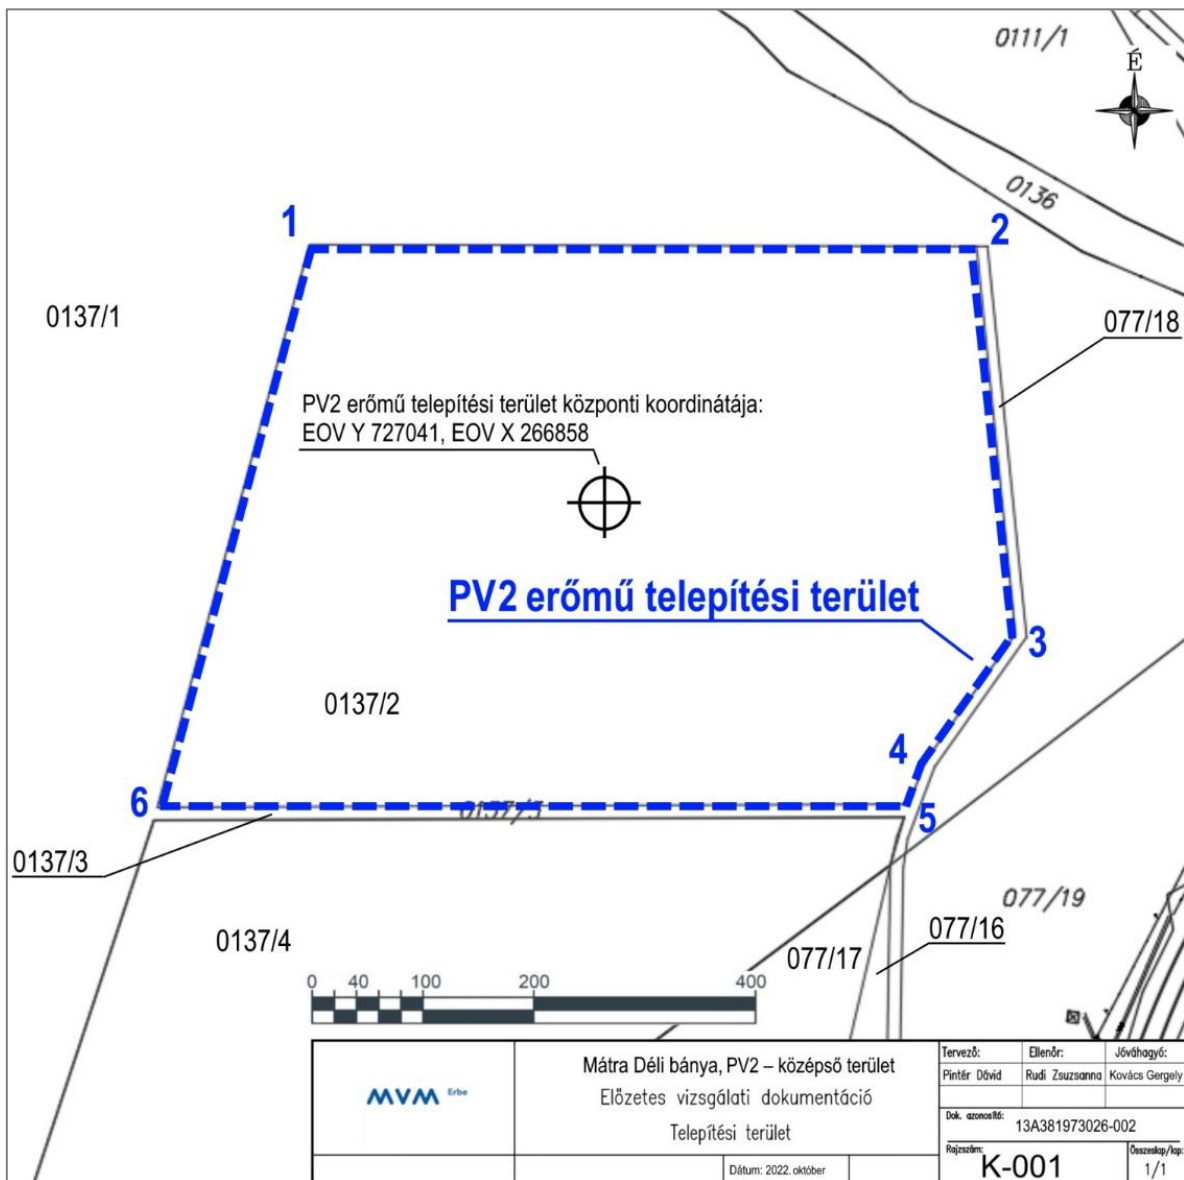 0111/1
É
0136
1
2
0137/1
077/18
PV2 erőmű telepítési terület központi koordinátája:
EOV Y 727041, EOV X 266858
PV2 erőmű telepítési terület
3
0137/2
4
6
0137/3
5
0137/3
077/19
0137/4
077/16
077/17
0 40 100 200 400
MVM Erbe
Mátra Déli bánya, PV2 – középső terület
Előzetes vizsgálati dokumentáció
Telepítési terület
Dátum: 2022. október
Tervező: Ellenőr: Jóváhagyó:
Pintér Dávid Rudi Zsuzsanna Kovács Gergely
Dok. azonosító:
13A381973026-002
Rajzszám:
K-001
Összeslap/lap:
1/1